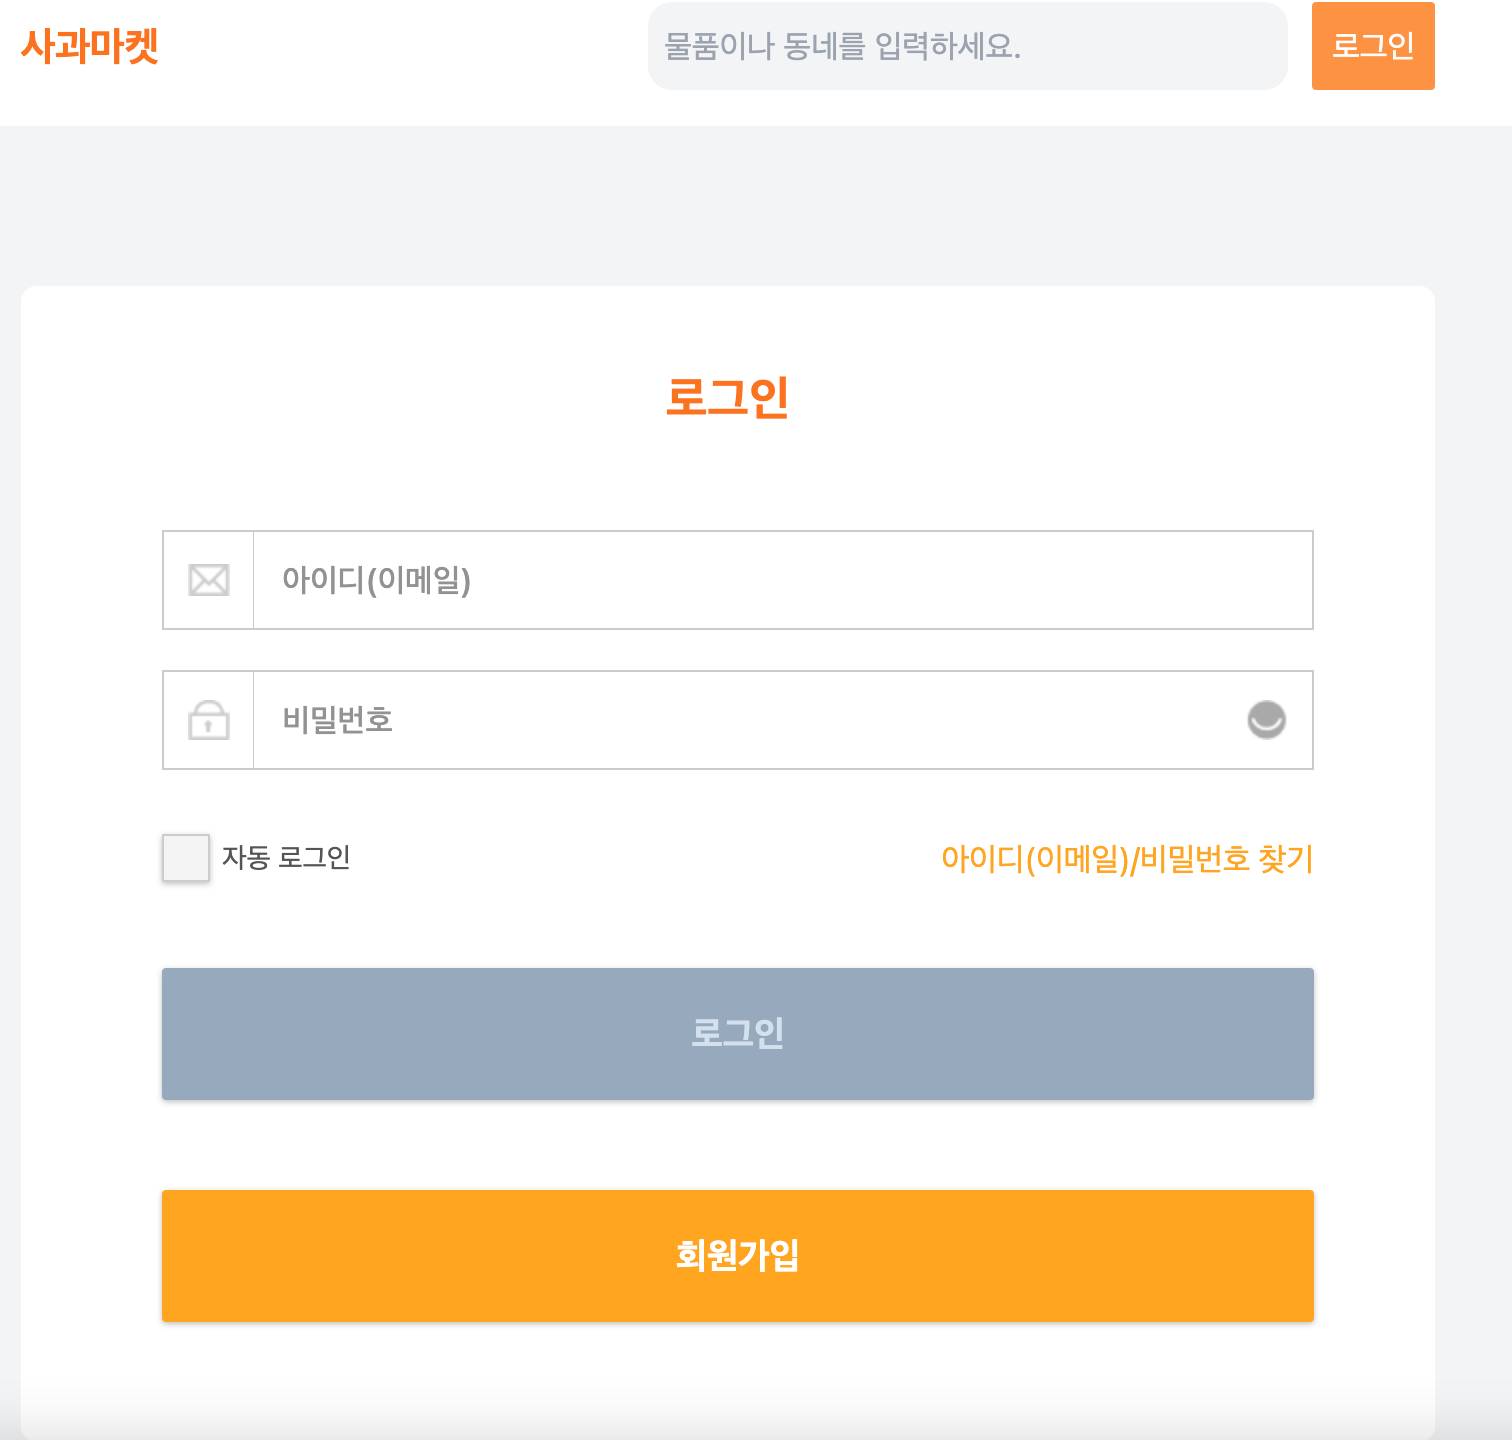 사과마켓
물품이나 동네를 입력하세요.
로그인
로그인
아이디(이메일)
비밀번호
자동 로그인
아이디(이메일)/비밀번호 찾기
로그인
회원가입